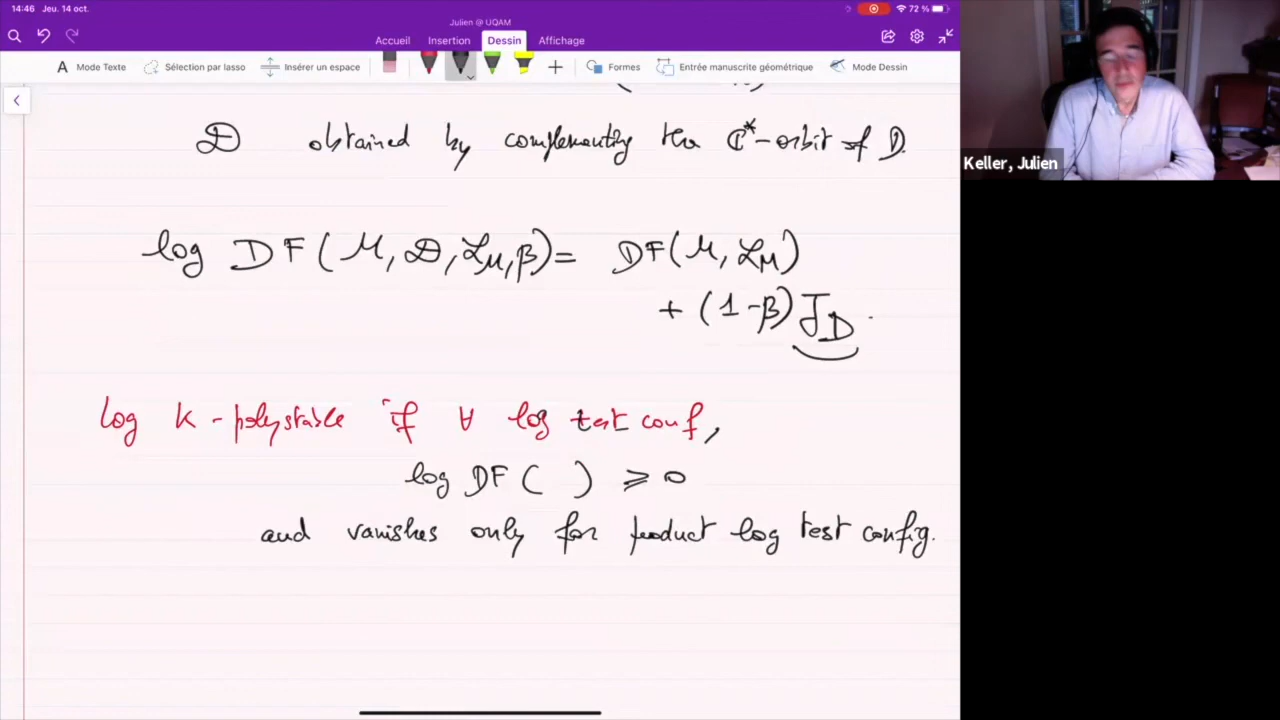 14:46 Jeu. 14 oct.
72 %
Julien @ UQAM
Accueil Insertion Dessin Affichage
A Mode Texte Sélection par lasso Insérer un espace Formes Entrée manuscrite géométrique Mode Dessin
𝒟 obtained by complementing the ℂ*-orbit of D.
log DF(ℳ, 𝒟, ℒ_ℳ, β) = DF(ℳ, ℒ_ℳ)
+ (1-β) J_D .
log K-polystable if ∀ log test conf,
log DF( ) ⩾ 0
and vanishes only for product log test config.
Keller, Julien